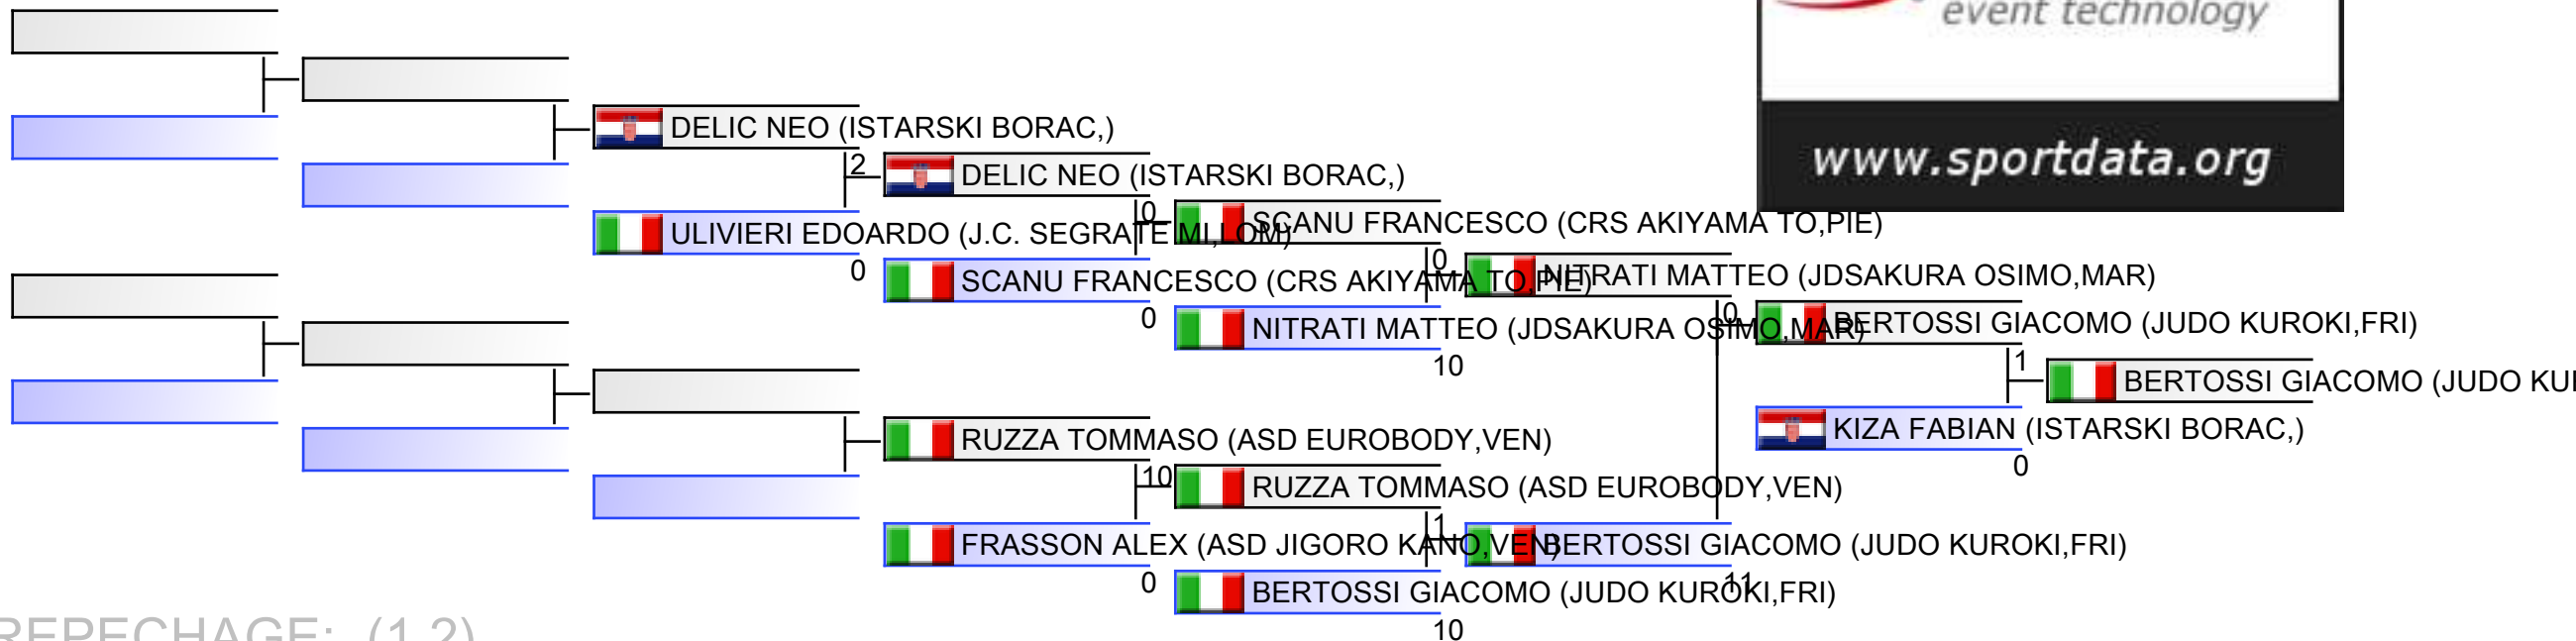 event technology
www.sportdata.org
DELIC NEO (ISTARSKI BORAC,)
2
DELIC NEO (ISTARSKI BORAC,)
0
SCANU FRANCESCO (CRS AKIYAMA TO,PIE)
ULIVIERI EDOARDO (J.C. SEGRATE MI,LOM)
0
0
NITRATI MATTEO (JDSAKURA OSIMO,MAR)
SCANU FRANCESCO (CRS AKIYAMA TO,PIE)
0
0
BERTOSSI GIACOMO (JUDO KUROKI,FRI)
NITRATI MATTEO (JDSAKURA OSIMO,MAR)
10
1
BERTOSSI GIACOMO (JUDO KU
KIZA FABIAN (ISTARSKI BORAC,)
0
RUZZA TOMMASO (ASD EUROBODY,VEN)
10
RUZZA TOMMASO (ASD EUROBODY,VEN)
1
FRASSON ALEX (ASD JIGORO KANO,VEN)
0
BERTOSSI GIACOMO (JUDO KUROKI,FRI)
11
BERTOSSI GIACOMO (JUDO KUROKI,FRI)
10
REPECHAGE: (1,2)